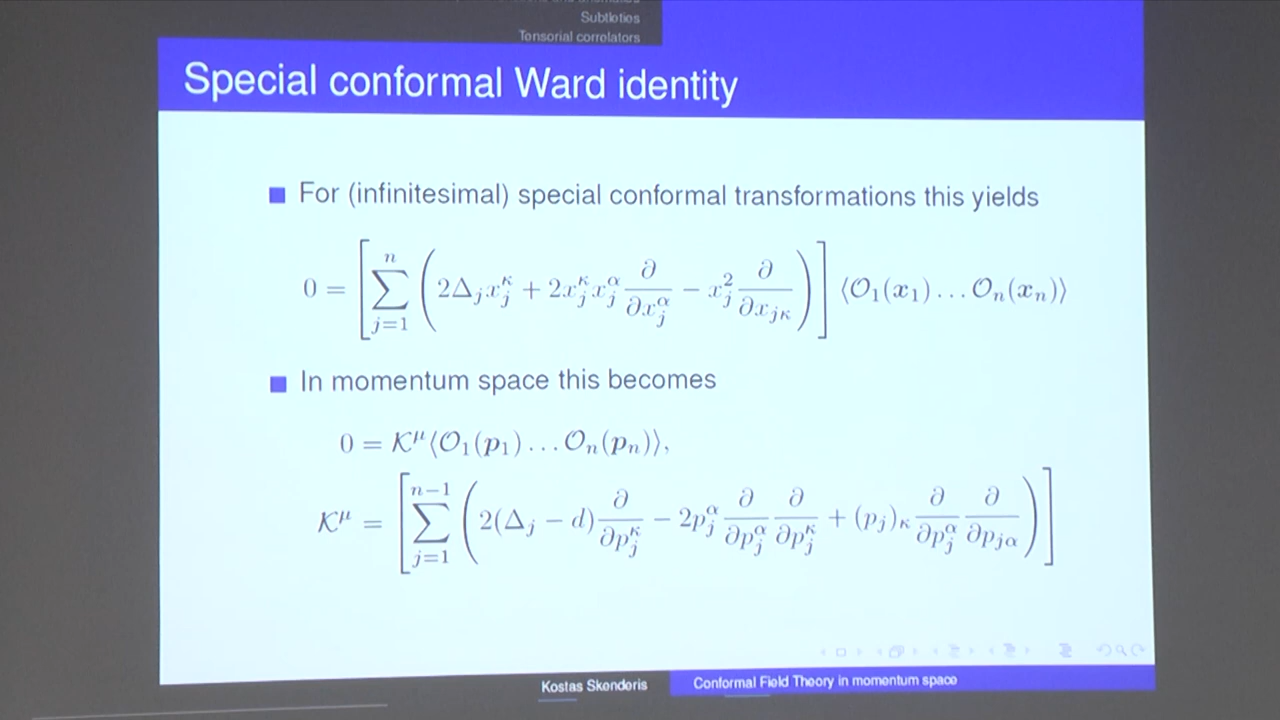 Subtleties
Tensorial correlators
Special conformal Ward identity
For (infinitesimal) special conformal transformations this yields
0 = [∑_{j=1}^{n} (2Δ_j x_j^κ + 2x_j^κ x_j^α ∂/∂x_j^α − x_j^2 ∂/∂x_{jκ})] ⟨O_1(x_1) … O_n(x_n)⟩
In momentum space this becomes
0 = K^μ⟨O_1(p_1) … O_n(p_n)⟩,
K^μ = [∑_{j=1}^{n−1} (2(Δ_j − d) ∂/∂p_j^κ − 2p_j^α ∂/∂p_j^α ∂/∂p_j^κ + (p_j)_κ ∂/∂p_j^α ∂/∂p_{jα})]
Kostas Skenderis
Conformal Field Theory in momentum space